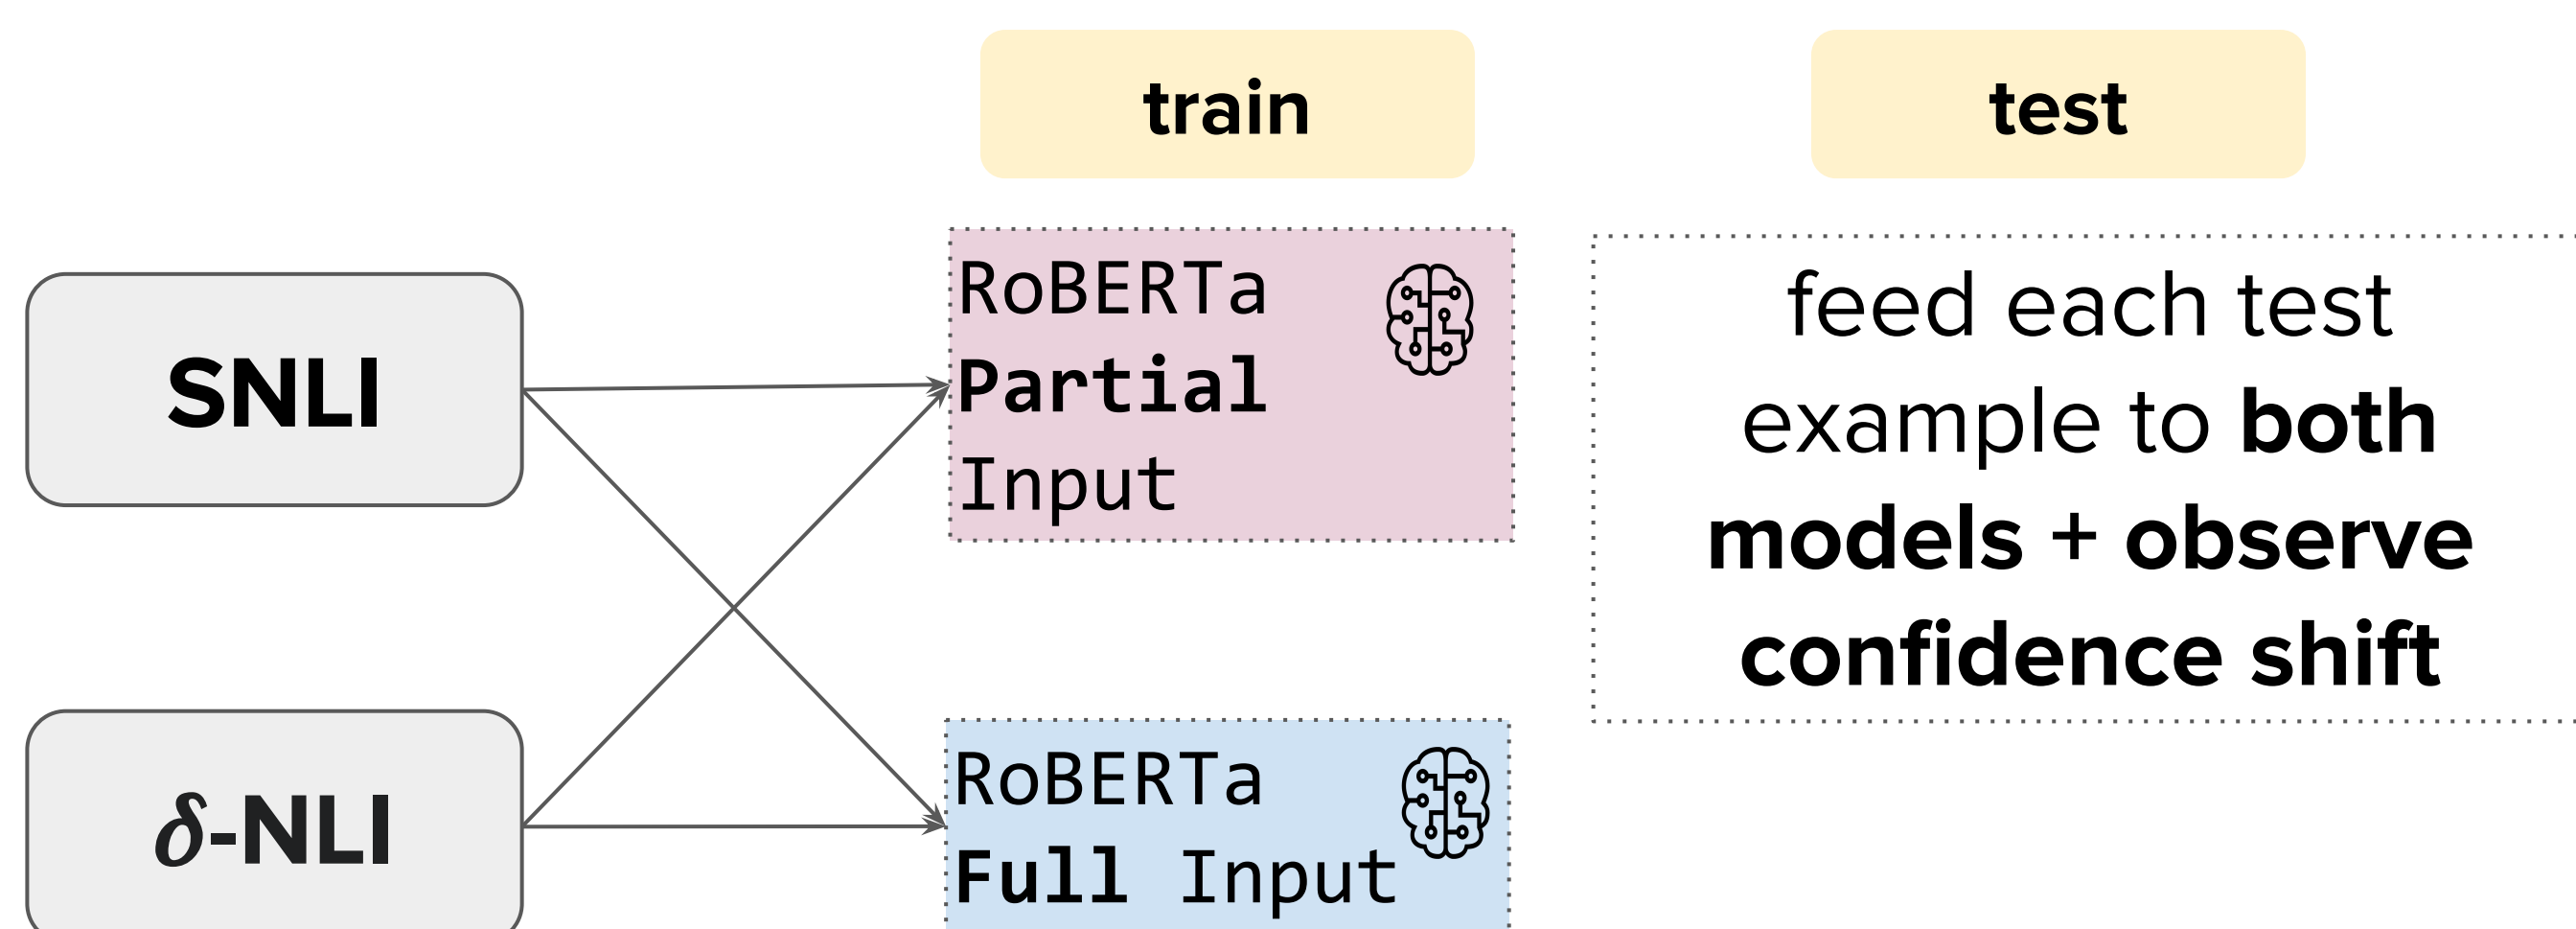 train
test
SNLI
δ-NLI
RoBERTa
Partial
Input
RoBERTa
Full Input
feed each test
example to both
models + observe
confidence shift